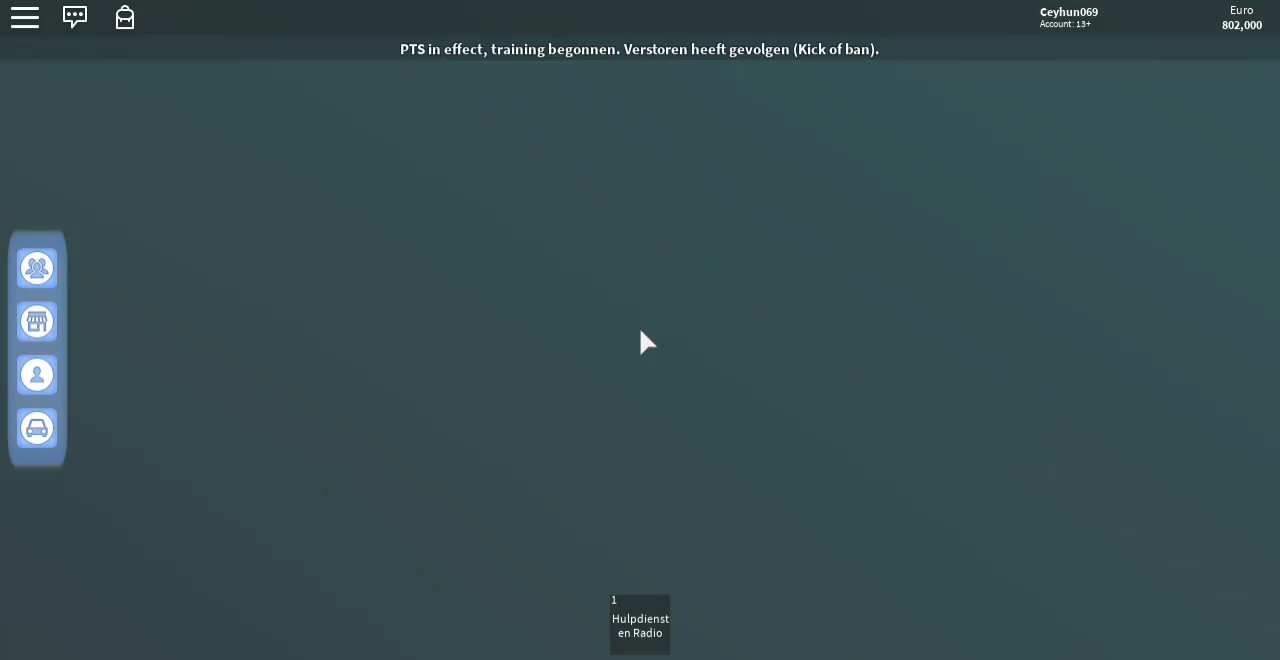 Ceyhun069
Account: 13+
Euro
802,000
PTS in effect, training begonnen. Verstoren heeft gevolgen (Kick of ban).
1
Hulpdienst
en Radio